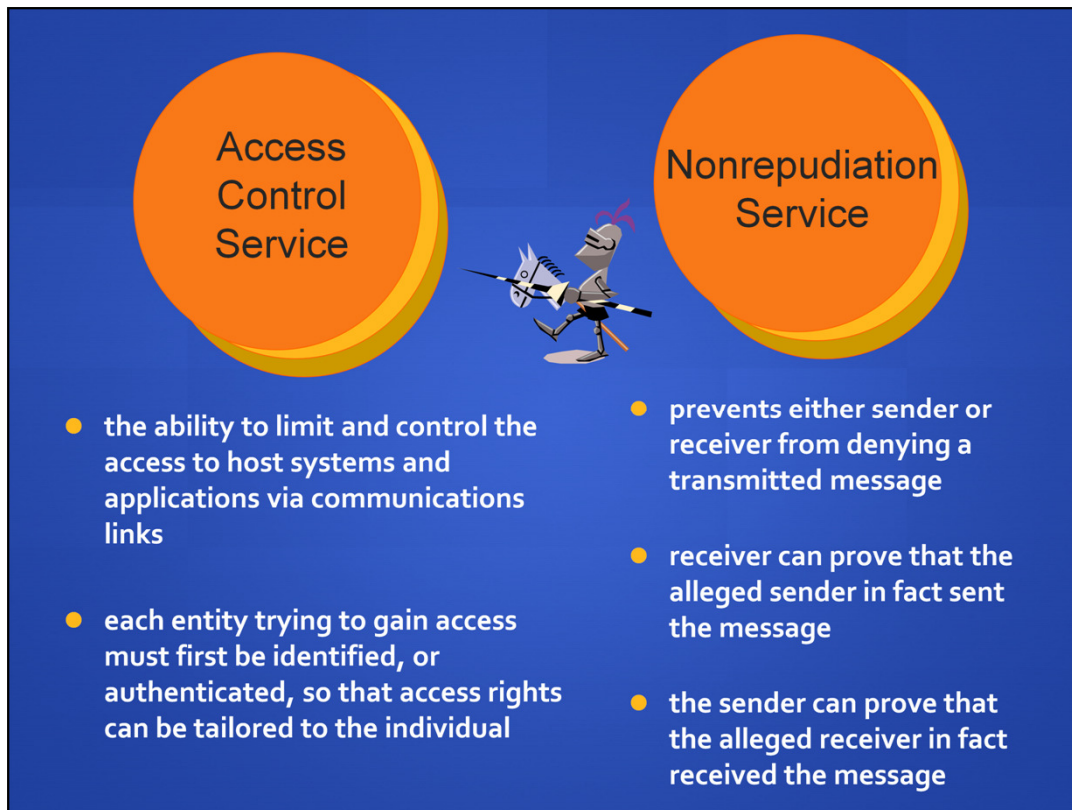 Access
Control
Service
the ability to limit and control the
access to host systems and
applications via communications
links
each entity trying to gain access
must first be identified, or
authenticated, so that access rights
can be tailored to the individual
Nonrepudiation
Service
prevents either sender or
receiver from denying a
transmitted message
receiver can prove that the
alleged sender in fact sent
the message
the sender can prove that
the alleged receiver in fact
received the message